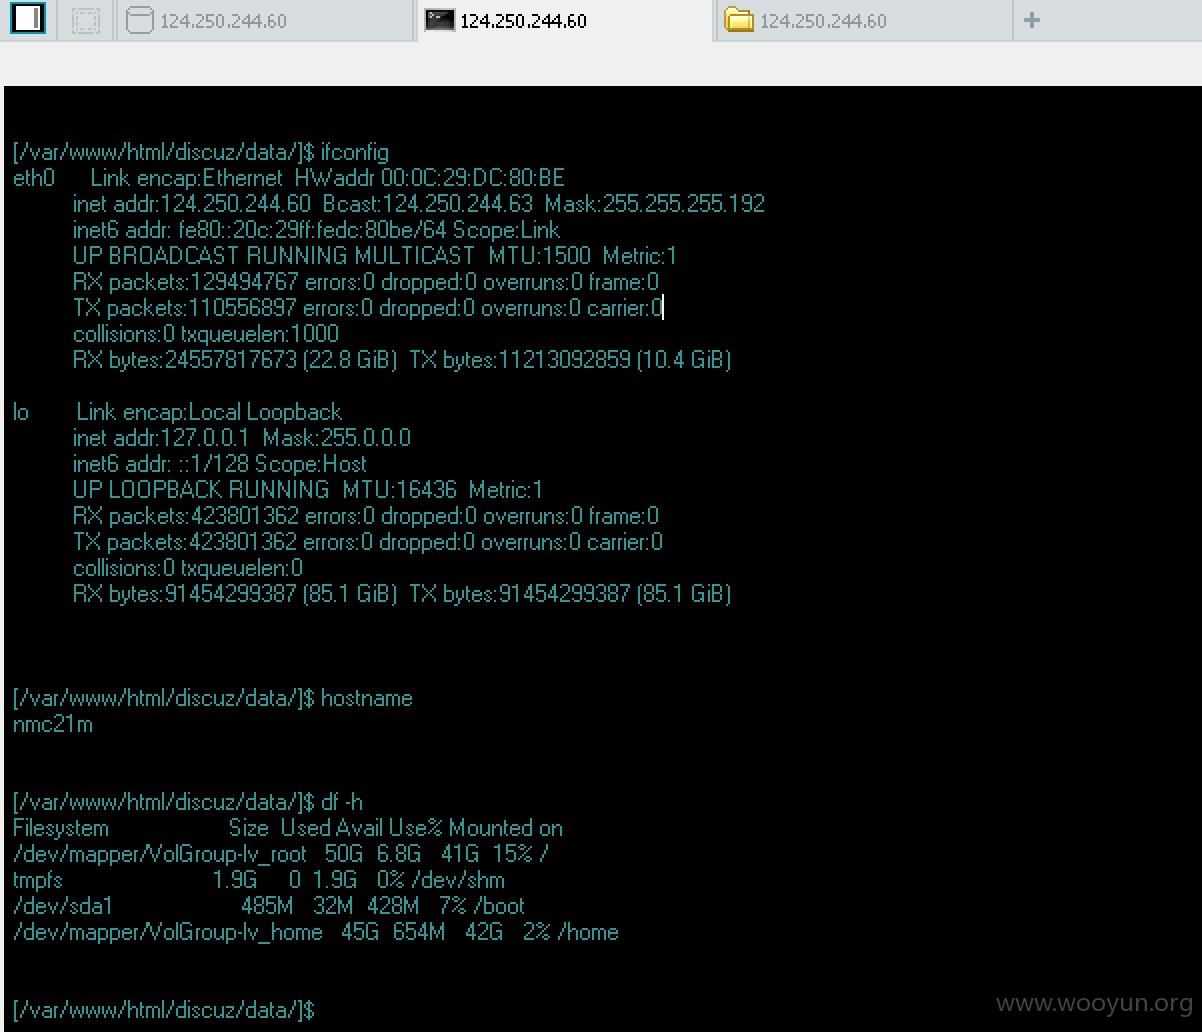 124.250.244.60
124.250.244.60
124.250.244.60
+
[/var/www/html/discuz/data/]$ ifconfig
eth0 Link encap:Ethernet HWaddr 00:0C:29:DC:80:BE
inet addr:124.250.244.60 Bcast:124.250.244.63 Mask:255.255.255.192
inet6 addr: fe80::20c:29ff:fedc:80be/64 Scope:Link
UP BROADCAST RUNNING MULTICAST MTU:1500 Metric:1
RX packets:129494767 errors:0 dropped:0 overruns:0 frame:0
TX packets:110556897 errors:0 dropped:0 overruns:0 carrier:0
collisions:0 txqueuelen:1000
RX bytes:24557817673 (22.8 GiB) TX bytes:11213092859 (10.4 GiB)
lo Link encap:Local Loopback
inet addr:127.0.0.1 Mask:255.0.0.0
inet6 addr: ::1/128 Scope:Host
UP LOOPBACK RUNNING MTU:16436 Metric:1
RX packets:423801362 errors:0 dropped:0 overruns:0 frame:0
TX packets:423801362 errors:0 dropped:0 overruns:0 carrier:0
collisions:0 txqueuelen:0
RX bytes:91454299387 (85.1 GiB) TX bytes:91454299387 (85.1 GiB)
[/var/www/html/discuz/data/]$ hostname
nmc21m
[/var/www/html/discuz/data/]$ df -h
Filesystem Size Used Avail Use% Mounted on
/dev/mapper/VolGroup-lv_root 50G 6.8G 41G 15% /
tmpfs 1.9G 0 1.9G 0% /dev/shm
/dev/sda1 485M 32M 428M 7% /boot
/dev/mapper/VolGroup-lv_home 45G 654M 42G 2% /home
[/var/www/html/discuz/data/]$
www.wooyun.org